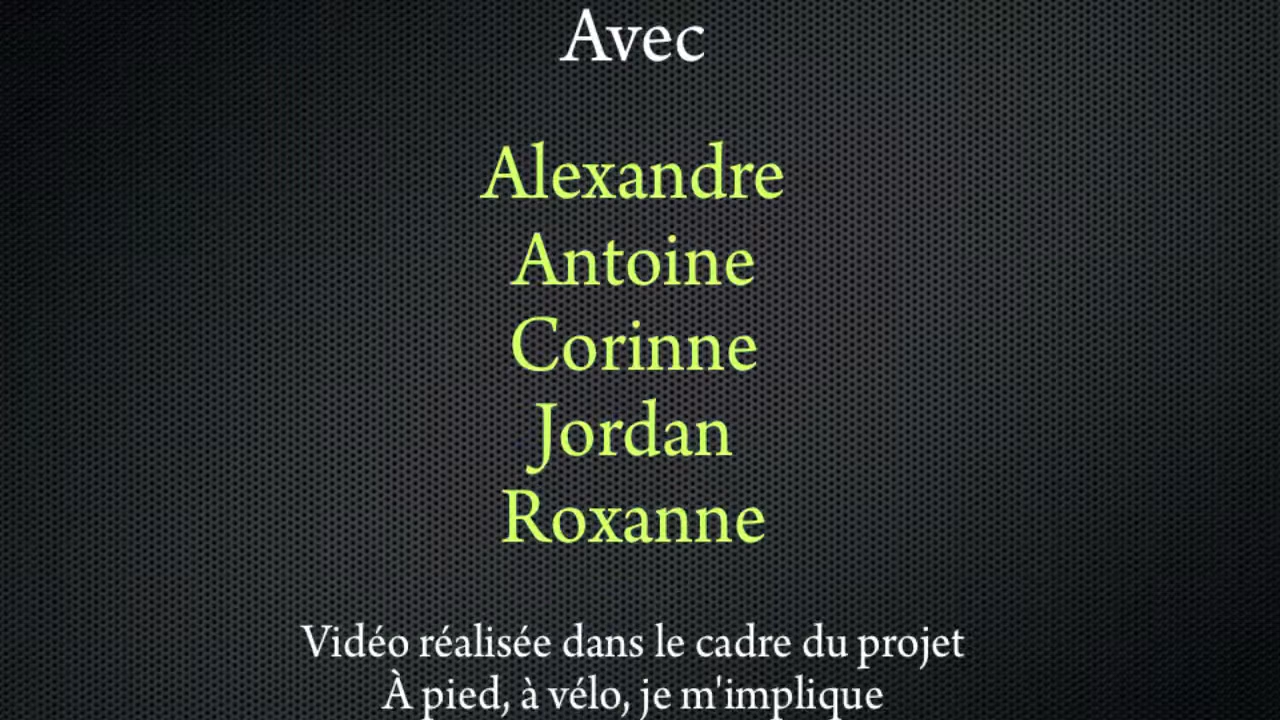 Avec
Alexandre
Antoine
Corinne
Jordan
Roxanne
Vidéo réalisée dans le cadre du projet
À pied, à vélo, je m'implique